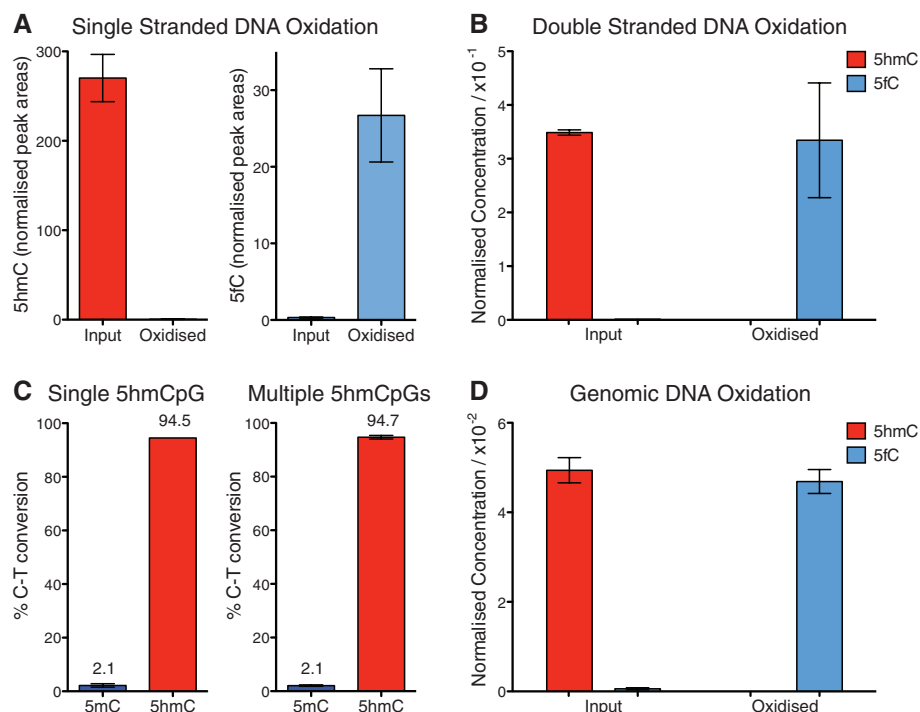 A Single Stranded DNA Oxidation
5hmC (normalised peak areas)
300
200
100
0
Input Oxidised
5fC (normalised peak areas)
30
20
10
0
Input Oxidised
B Double Stranded DNA Oxidation
Normalised Concentration / x10⁻¹
5
4
3
2
1
0
Input Oxidised
5hmC
5fC
C Single 5hmCpG
% C-T conversion
100
80
60
40
20
0
2.1
94.5
5mC 5hmC
Multiple 5hmCpGs
% C-T conversion
100
80
60
40
20
0
2.1
94.7
5mC 5hmC
D Genomic DNA Oxidation
Normalised Concentration / x10⁻²
6
4
2
0
Input Oxidised
5hmC
5fC